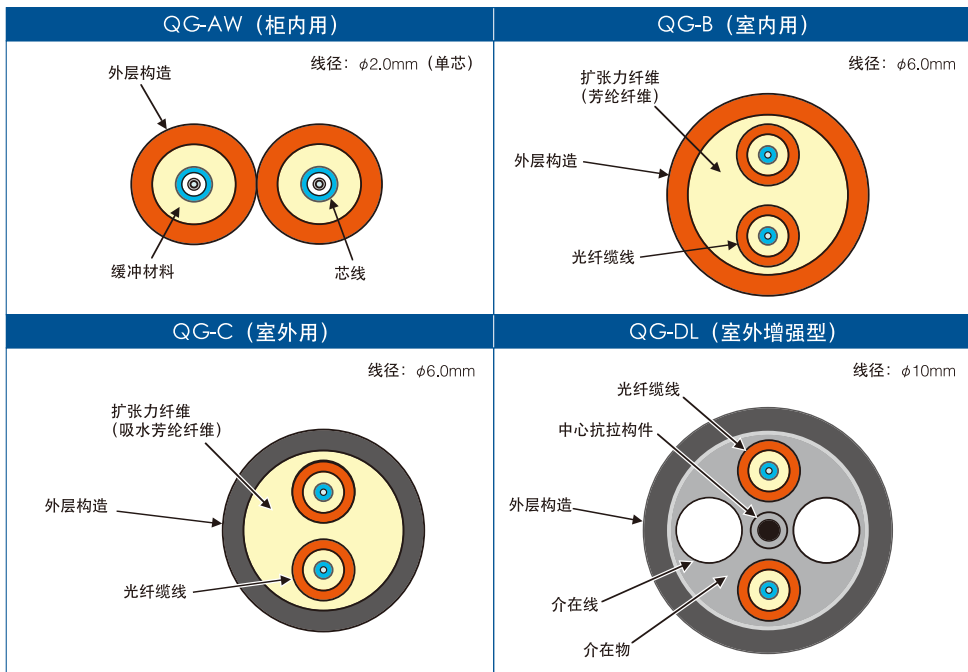 QG-AW（柜内用）
线径：φ2.0mm（单芯）
外层构造
缓冲材料
芯线
QG-B（室内用）
线径：φ6.0mm
扩张力纤维
（芳纶纤维）
外层构造
光纤缆线
QG-C（室外用）
线径：φ6.0mm
扩张力纤维
（吸水芳纶纤维）
外层构造
光纤缆线
QG-DL（室外增强型）
线径：φ10mm
光纤缆线
中心抗拉构件
外层构造
介在线
介在物